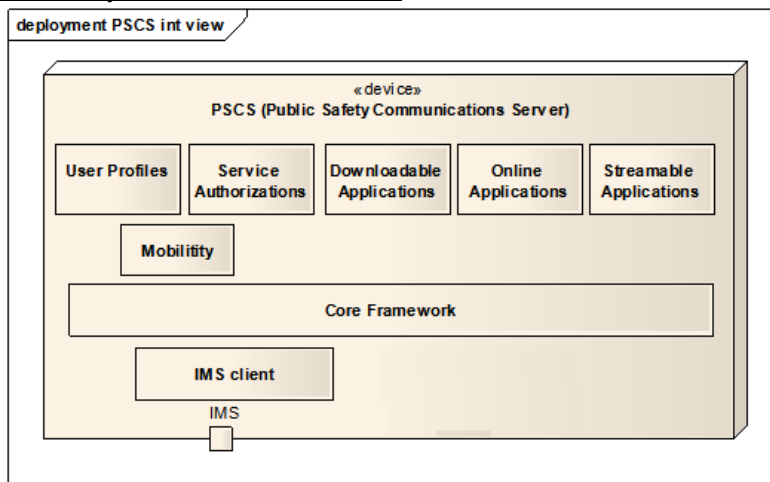 deployment PSCS int view
«device»
PSCS (Public Safety Communications Server)
User Profiles
Service
Authorizations
Downloadable
Applications
Online
Applications
Streamable
Applications
Mobilitity
Core Framework
IMS client
IMS